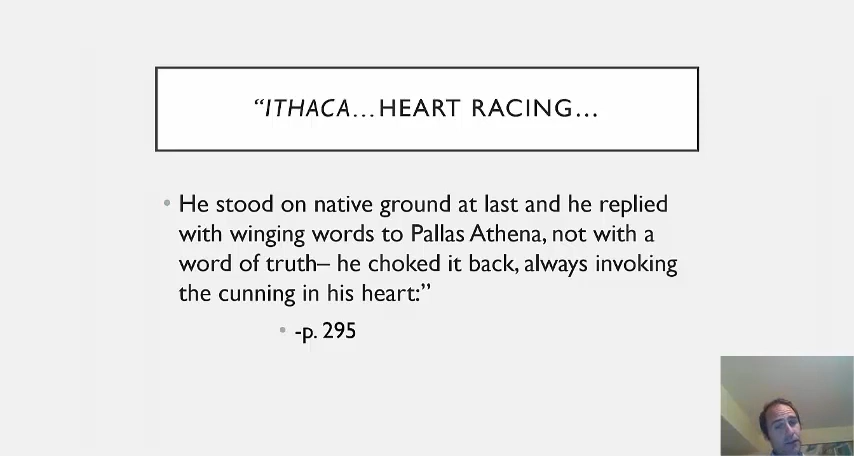 “ITHACA…HEART RACING…
• He stood on native ground at last and he replied
with winging words to Pallas Athena, not with a
word of truth– he choked it back, always invoking
the cunning in his heart:”
• -p. 295